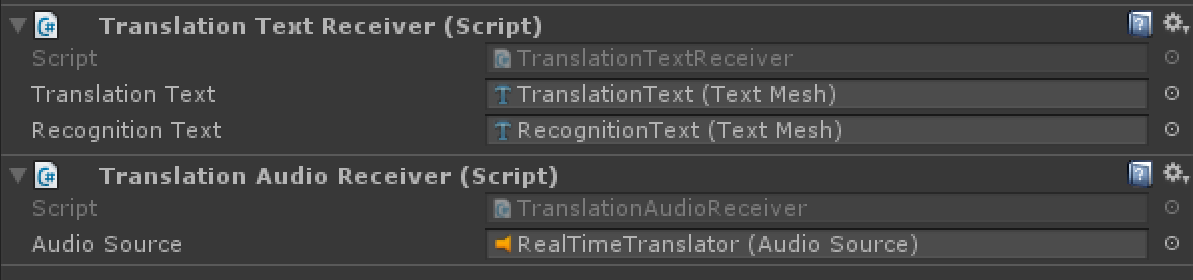 Translation Text Receiver (Script)
Script TranslationTextReceiver
Translation Text TranslationText (Text Mesh)
Recognition Text RecognitionText (Text Mesh)
Translation Audio Receiver (Script)
Script TranslationAudioReceiver
Audio Source RealTimeTranslator (Audio Source)